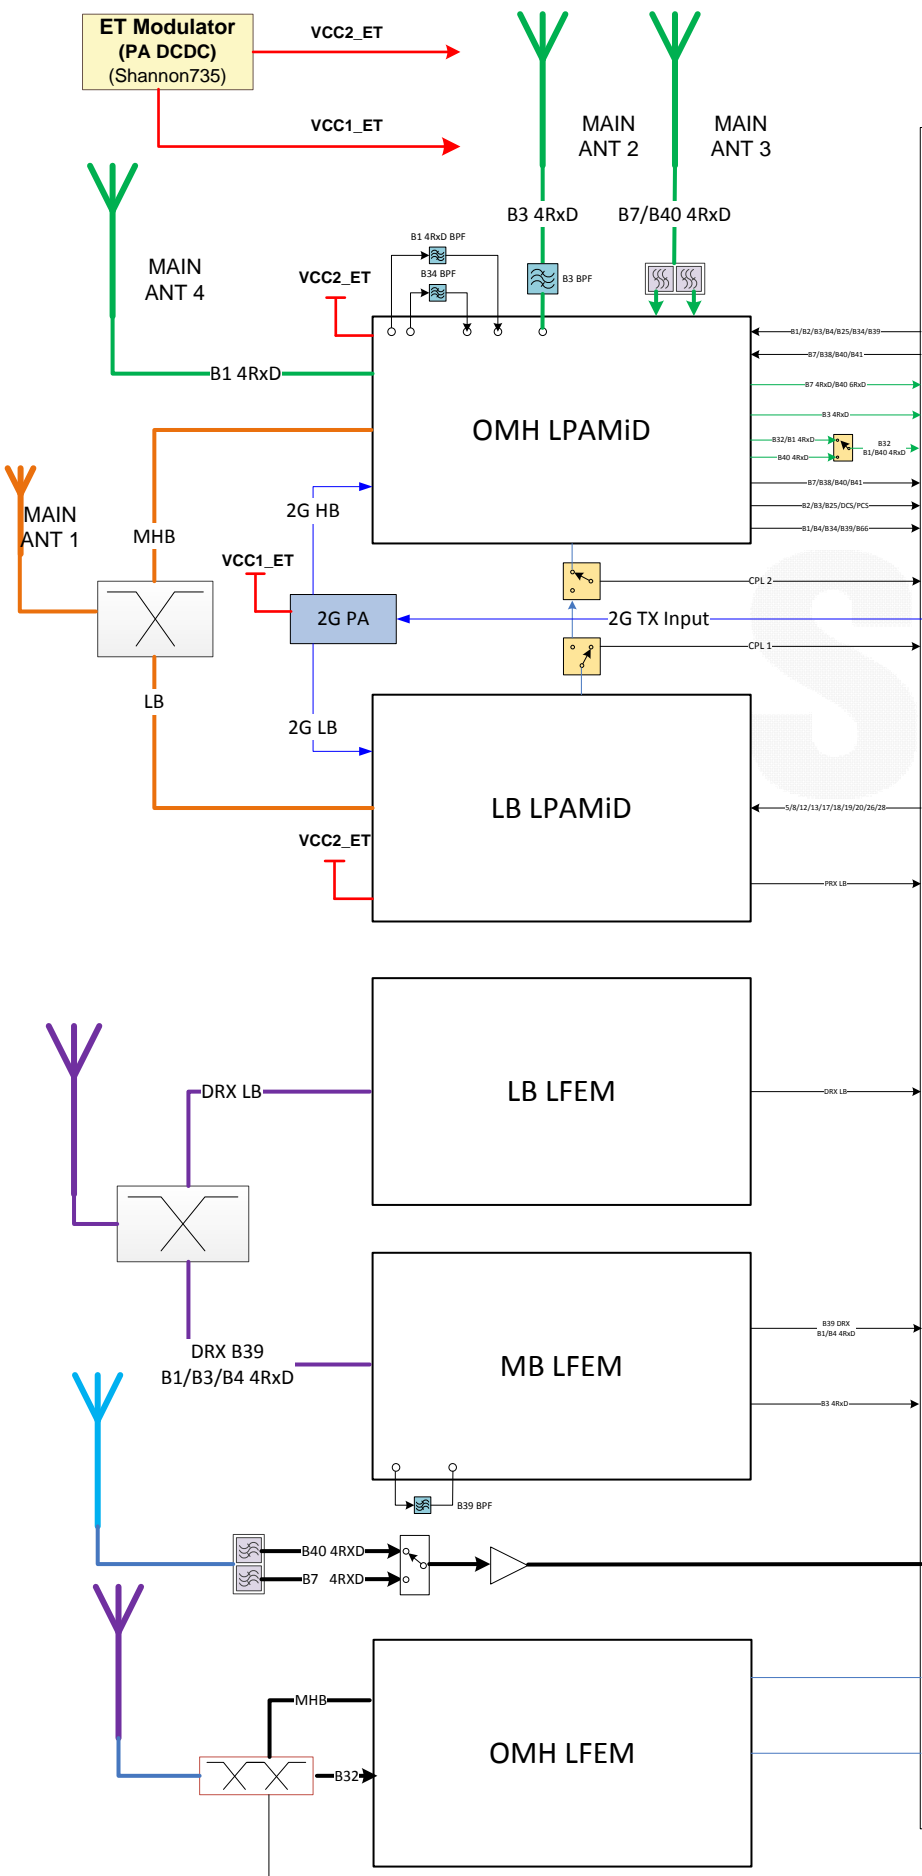 ET Modulator
(PA DCDC)
(Shannon735)
VCC2_ET
VCC1_ET
MAIN
ANT 2
MAIN
ANT 3
B3 4RxD
B7/B40 4RxD
B1 4RxD BPF
B34 BPF
B3 BPF
MAIN
ANT 4
VCC2_ET
B1 4RxD
OMH LPAMiD
B1/B2/B3/B4/B25/B34/B39
B7/B38/B40/B41
B7 4RxD/B40 6RxD
B3 4RxD
B32/B1 4RxD
B40 4RxD
B32
B1/B40 4RxD
B7/B38/B40/B41
B2/B3/B25/DCS/PCS
B1/B4/B34/B39/B66
MAIN
ANT 1
MHB
2G HB
VCC1_ET
2G PA
2G TX Input
CPL 2
CPL 1
LB
2G LB
VCC2_ET
LB LPAMiD
5/8/12/13/17/18/19/20/26/28
PRX LB
S
DRX LB
LB LFEM
DRX LB
DRX B39
B1/B3/B4 4RxD
MB LFEM
B39 DRX
B1/B4 4RxD
B3 4RxD
B39 BPF
B40 4RXD
B7 4RXD
MHB
B32
OMH LFEM